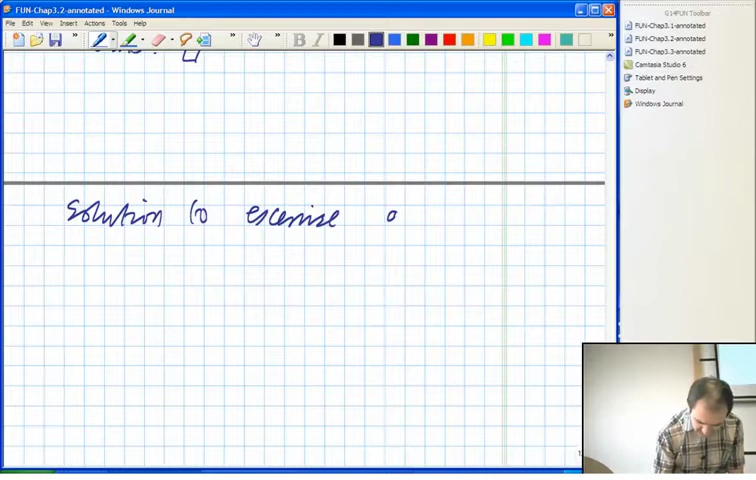 FUN-Chap3.2-annotated - Windows Journal
File Edit View Insert Actions Tools Help
B I
Solution to exercise o
G14FUN Toolbar
FUN-Chap3.1-annotated
FUN-Chap3.2-annotated
FUN-Chap3.3-annotated
Camtasia Studio 6
Tablet and Pen Settings
Display
Windows Journal